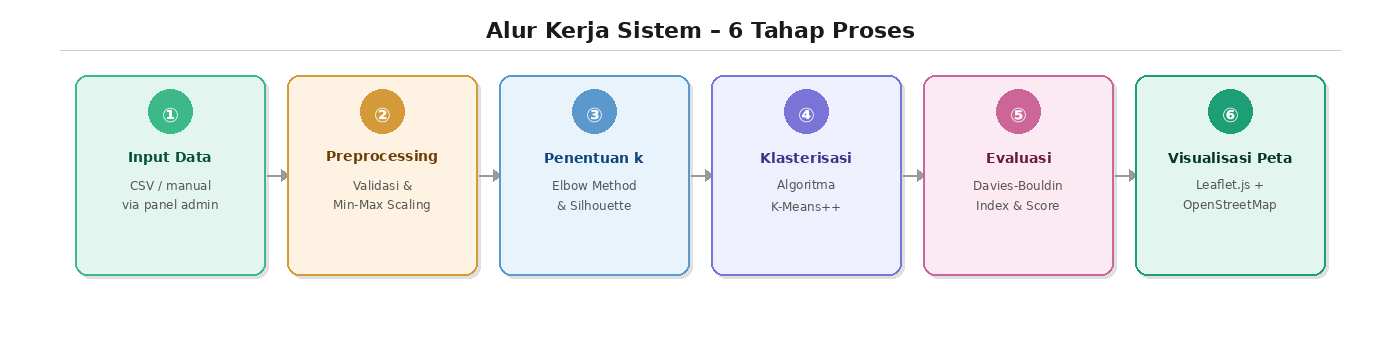 Alur Kerja Sistem – 6 Tahap Proses
①
Input Data
CSV / manual
via panel admin
②
Preprocessing
Validasi &
Min-Max Scaling
③
Penentuan k
Elbow Method
& Silhouette
④
Klasterisasi
Algoritma
K-Means++
⑤
Evaluasi
Davies-Bouldin
Index & Score
⑥
Visualisasi Peta
Leaflet.js +
OpenStreetMap